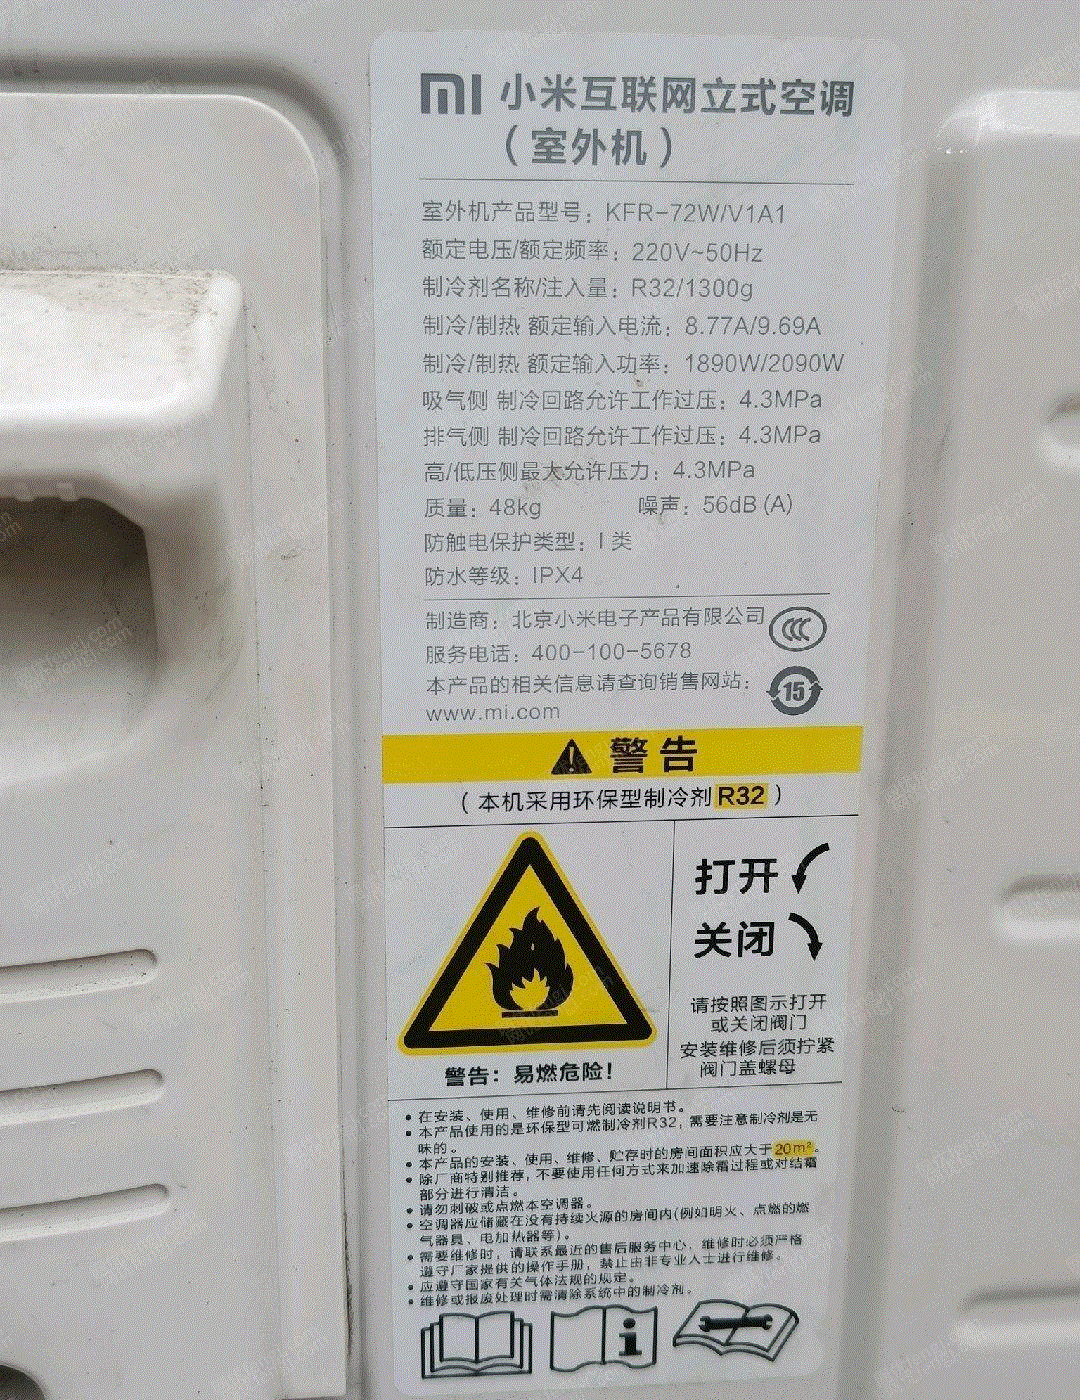 MI 小米互联网立式空调
（室外机）
室外机产品型号：KFR-72W/V1A1
额定电压/额定频率：220V~50Hz
制冷剂名称/注入量：R32/1300g
制冷/制热 额定输入电流：8.77A/9.69A
制冷/制热 额定输入功率：1890W/2090W
吸气侧 制冷回路允许工作过压：4.3MPa
排气侧 制冷回路允许工作过压：4.3MPa
高/低压侧最大允许压力：4.3MPa
质量：48kg 噪声：56dB (A)
防触电保护类型：I 类
防水等级：IPX4
制造商：北京小米电子产品有限公司
CCC
服务电话：400-100-5678
本产品的相关信息请查询销售网站：
15
www.mi.com
警告
（本机采用环保型制冷剂R32）
打开
关闭
请按照图示打开
或关闭阀门
安装维修后须拧紧
阀门盖螺母
警告：易燃危险！
• 在安装、使用、维修前请先阅读说明书。
• 本产品使用的是环保型可燃制冷剂R32，需要注意制冷剂是无
味的。
• 本产品的安装、使用、维修、贮存时的房间面积应大于20m²。
• 除厂商特别推荐，不要使用任何方式来加速除霜过程或对结霜
部分进行清洁。
• 请勿刺破或点燃本空调器。
• 空调器应储藏在没有持续火源的房间内(例如明火、点燃的燃
气器具、电加热器等)。
• 需要维修时，请联系最近的售后服务中心，维修时必须严格
遵守厂家提供的操作手册，禁止由非专业人士进行维修。
• 应遵守国家有关气体法规的规定。
• 维修或报废处理时需清除系统中的制冷剂。